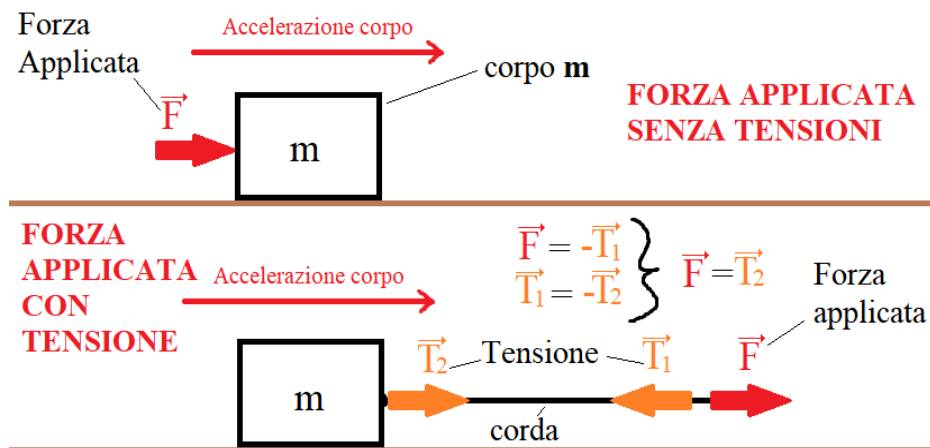 Forza
Applicata
Accelerazione corpo
F
corpo m
m
FORZA APPLICATA
SENZA TENSIONI
FORZA
APPLICATA
CON
TENSIONE
Accelerazione corpo
F = -T1
T1 = -T2
F = T2
Forza
applicata
T2
Tensione
T1
F
m
corda